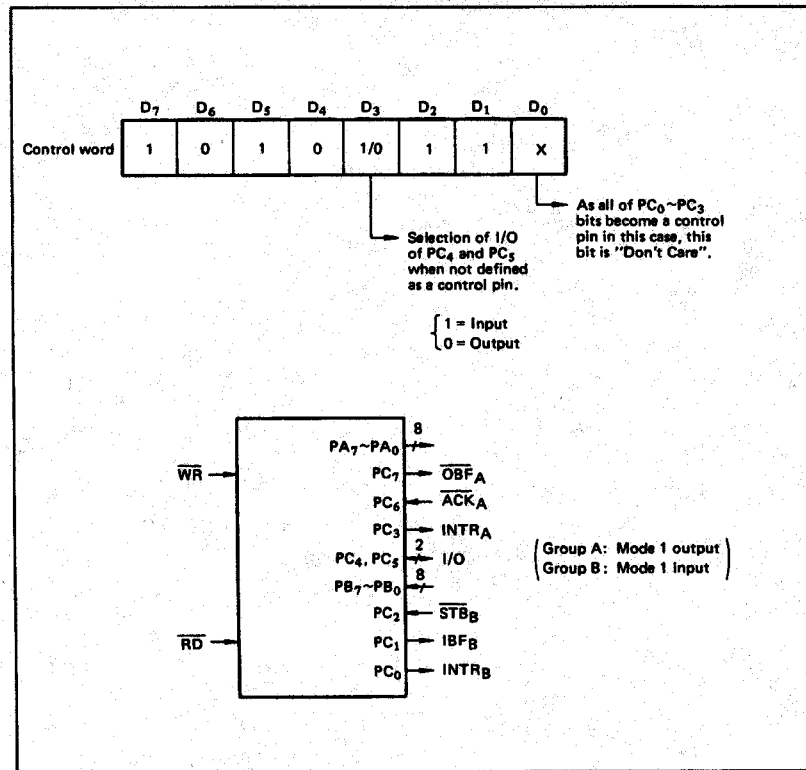 D7 D6 D5 D4 D3 D2 D1 D0
Control word 1 0 1 0 1/0 1 1 X
As all of PC0~PC3
bits become a control
pin in this case, this
bit is "Don't Care".
Selection of I/O
of PC4 and PC5
when not defined
as a control pin.
1 = Input
0 = Output
8
PA7~PA0
WR PC7 OBFA
PC6 ACKA
PC3 INTRA
2
PC4, PC5 I/O
(Group A: Mode 1 output
Group B: Mode 1 input)
8
PB7~PB0
PC2 STBB
RD PC1 IBFB
PC0 INTRB